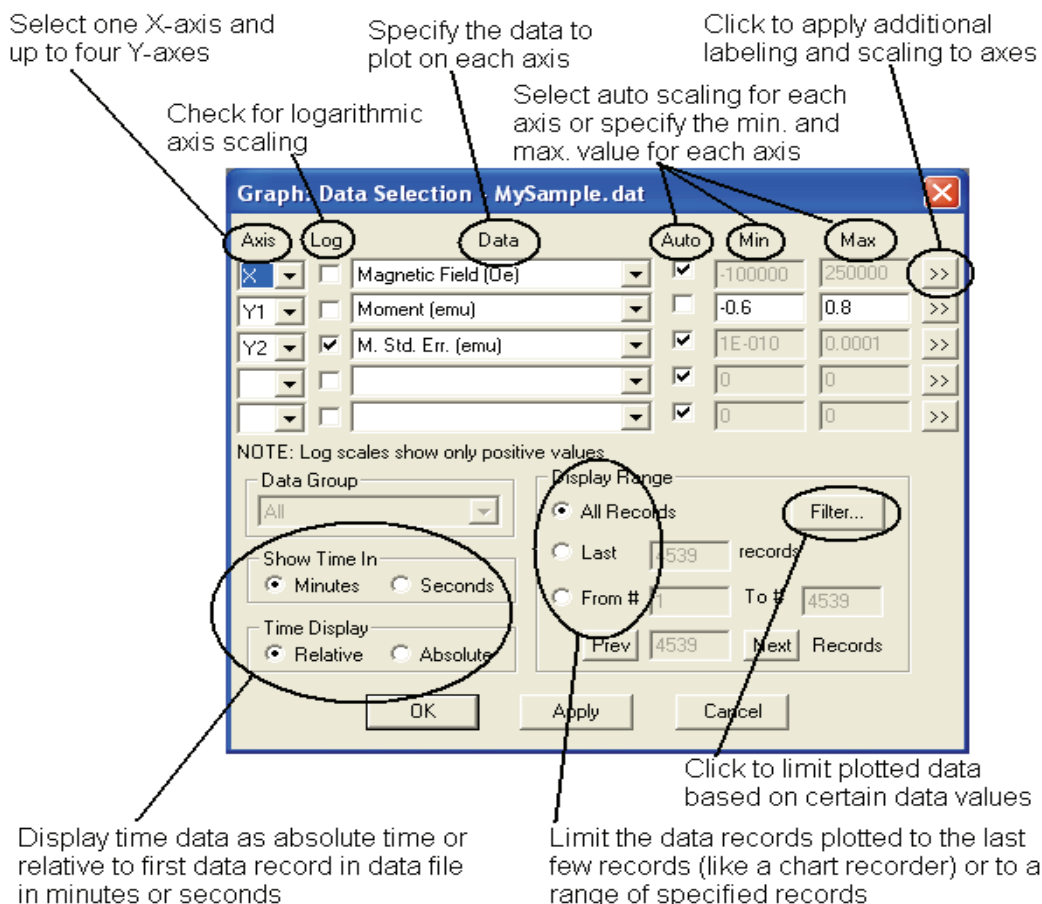 Select one X-axis and
up to four Y-axes
Specify the data to
plot on each axis
Click to apply additional
labeling and scaling to axes
Check for logarithmic
axis scaling
Select auto scaling for each
axis or specify the min. and
max. value for each axis
Graph: Data Selection - MySample.dat
Axis Log Data Auto Min Max
X Magnetic Field (Oe) -100000 250000 >>
Y1 Moment (emu) -0.6 0.8 >>
Y2 M. Std. Err. (emu) 1E-010 0.0001 >>
0 0 >>
0 0 >>
NOTE: Log scales show only positive values
Data Group
All
Show Time In
Minutes Seconds
Time Display
Relative Absolute
Display Range
All Records Filter...
Last 4539 records
From # 1 To # 4539
Prev 4539 Next Records
OK Apply Cancel
Click to limit plotted data
based on certain data values
Display time data as absolute time or
relative to first data record in data file
in minutes or seconds
Limit the data records plotted to the last
few records (like a chart recorder) or to a
range of specified records